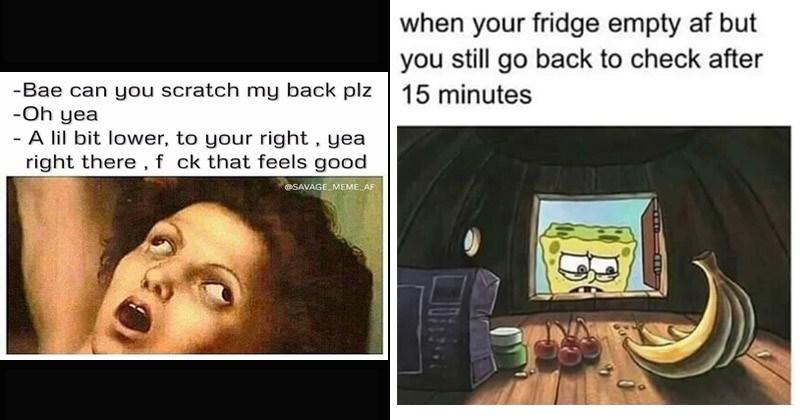 -Bae can you scratch my back plz
-Oh yea
- A lil bit lower, to your right , yea
right there , f ck that feels good
@SAVAGE_MEME_AF
when your fridge empty af but
you still go back to check after
15 minutes